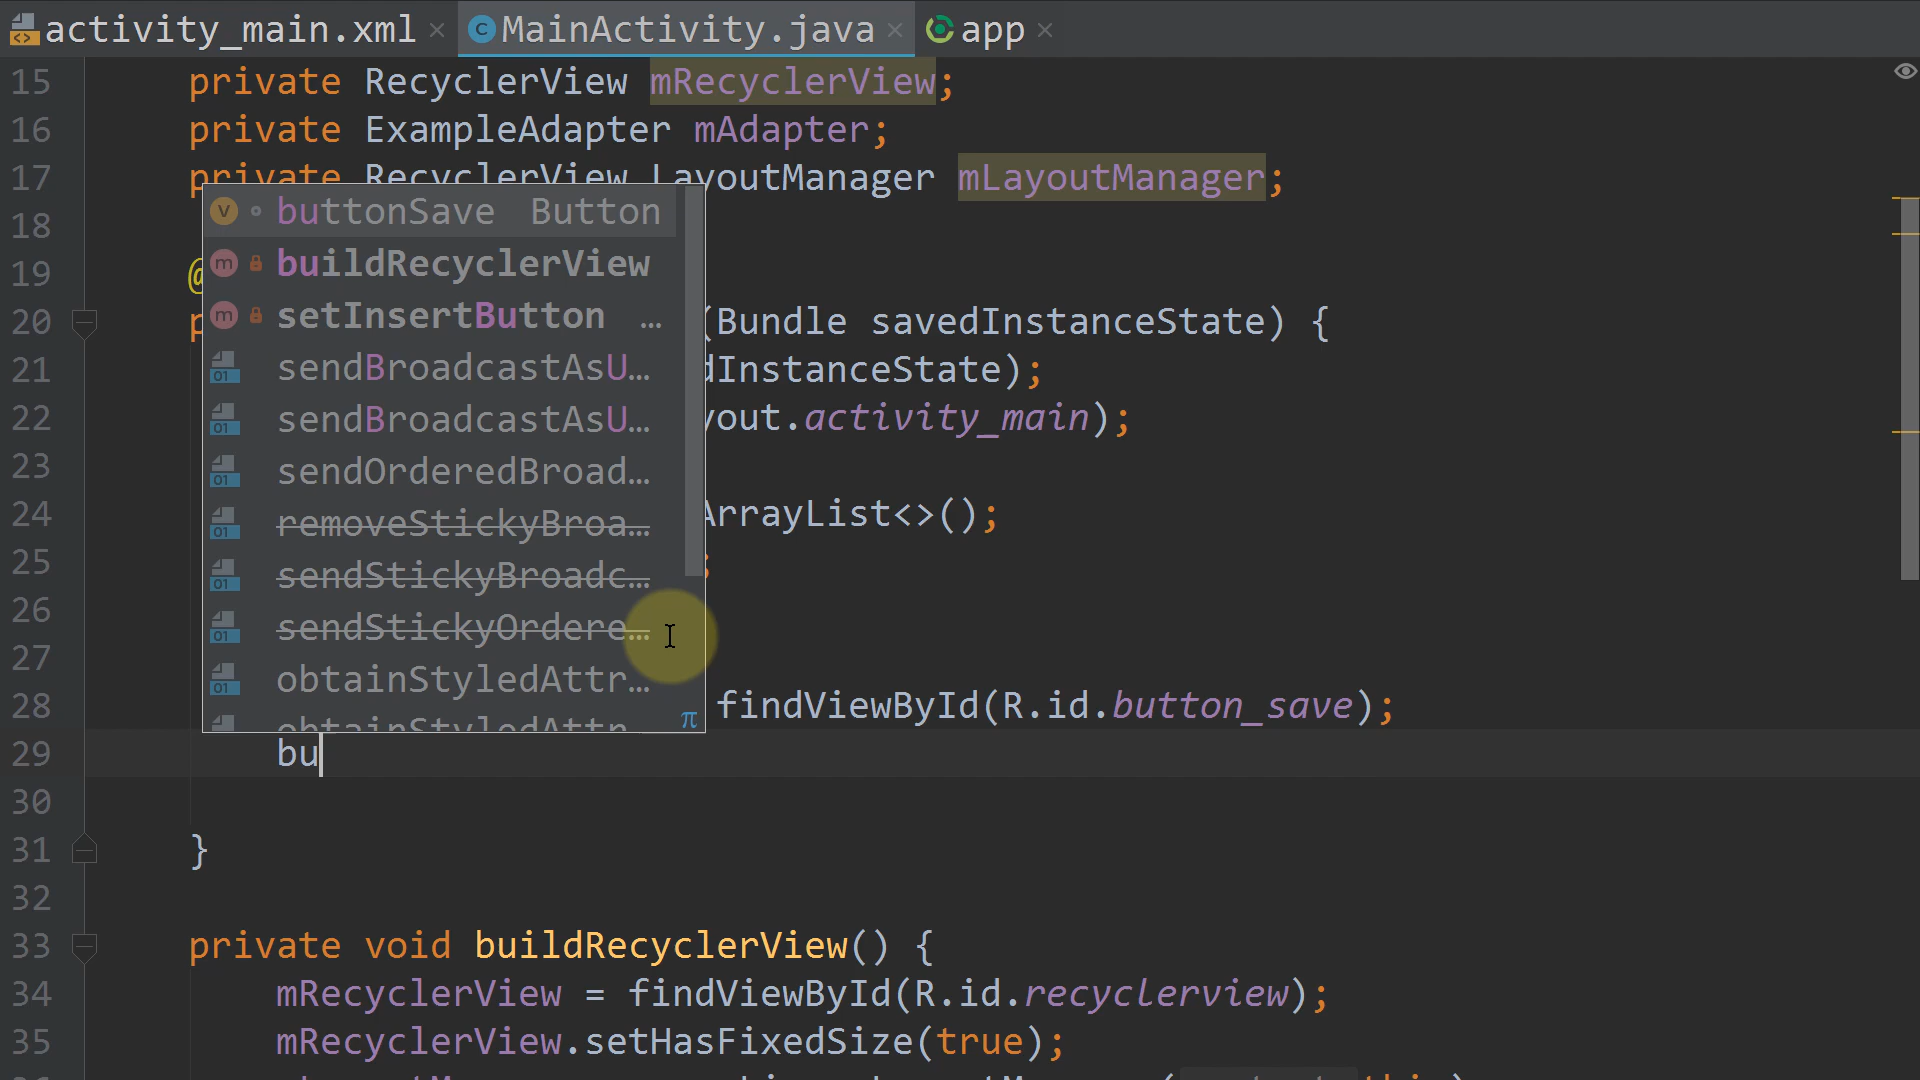 activity_main.xml MainActivity.java app
15 private RecyclerView mRecyclerView;
16 private ExampleAdapter mAdapter;
17 private RecyclerView LayoutManager mLayoutManager;
18
19 @
20 p (Bundle savedInstanceState) {
21 dInstanceState);
22 yout.activity_main);
23
24 ArrayList<>();
25 ;
26
27
28 findViewById(R.id.button_save);
29 bu
30
31 }
32
33 private void buildRecyclerView() {
34 mRecyclerView = findViewById(R.id.recyclerview);
35 mRecyclerView.setHasFixedSize(true);
buttonSave Button
buildRecyclerView
setInsertButton …
sendBroadcastAsU…
sendBroadcastAsU…
sendOrderedBroad…
removeStickyBroa…
sendStickyBroadc…
sendStickyOrdere…
obtainStyledAttr…
obtainStyledAttr
π